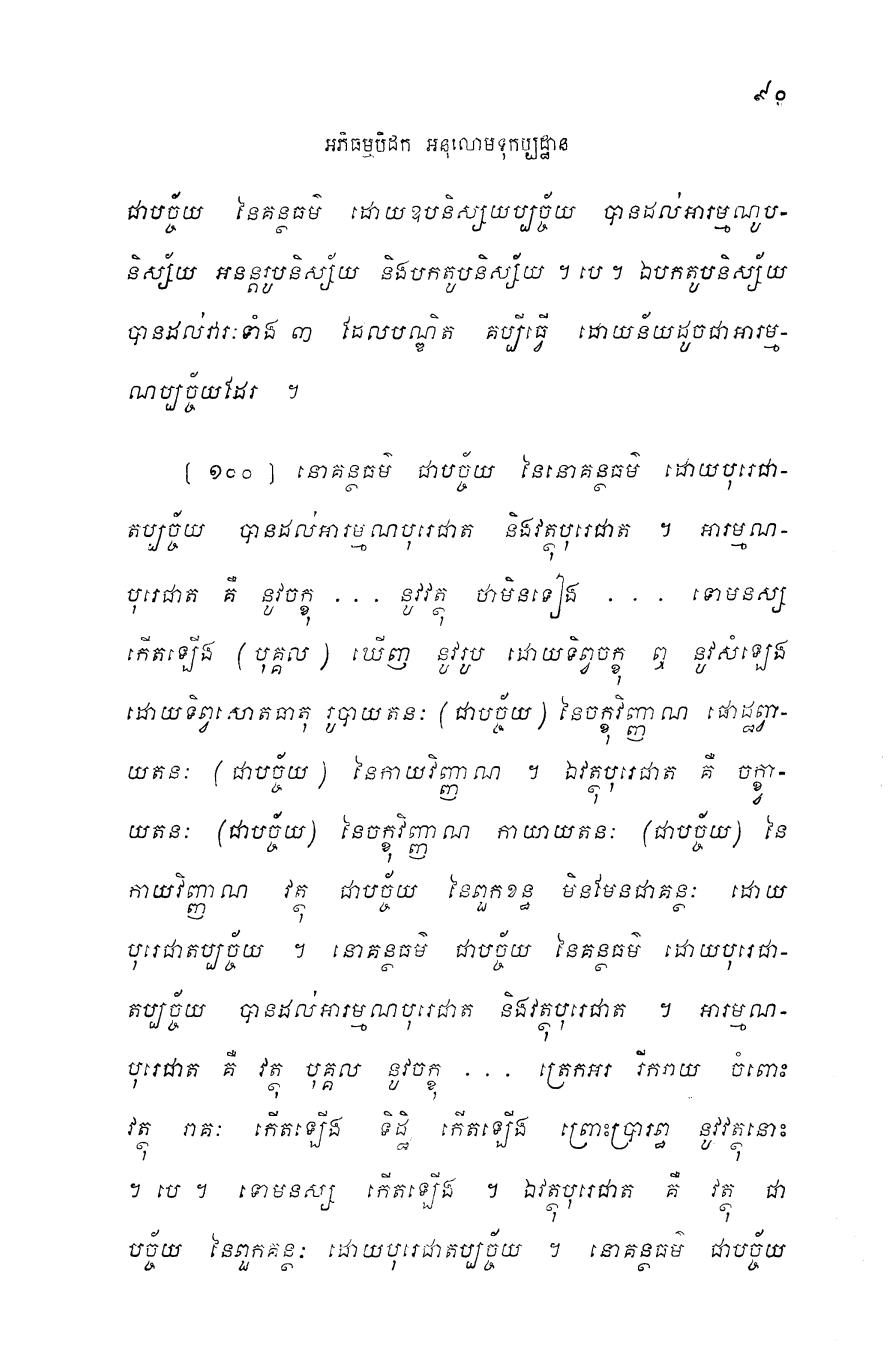 ៩០
អភិធម្មបិដក អនុលោមទុកប្បដ្ឋាន
ជាបច្ច័យ នៃគន្ថធម៌ ដោយឧបនិស្សយប្បច្ច័យ បានដល់អារម្មណូប-
និស្ស័យ អនន្តរូបនិស្ស័យ និងបកតូបនិស្ស័យ ។ បេ ។ ឯបកតូបនិស្ស័យ
បានដល់វារៈទាំង ៣ ដែលបណ្ឌិត គប្បីធ្វើ ដោយន័យដូចជាអារម្ម-
ណប្បច្ច័យដែរ ។
[ ១០០ ] នោគន្ថធម៌ ជាបច្ច័យ នៃនោគន្ថធម៌ ដោយបុរេជា-
តប្បច្ច័យ បានដល់អារម្មណបុរេជាត និងវត្ថុបុរេជាត ។ អារម្មណ-
បុរេជាត គឺ នូវចក្ខុ ... នូវវត្ថុ ថាមិនទៀង ... ទោមនស្ស
កើតឡើង (បុគ្គល) ឃើញ នូវរូប ដោយទិព្វចក្ខុ ឮ នូវសំឡេង
ដោយទិព្វសោតធាតុ រូបាយតនៈ (ជាបច្ច័យ) នៃចក្ខុវិញ្ញាណ ផោដ្ឋព្វា-
យតនៈ (ជាបច្ច័យ) នៃកាយវិញ្ញាណ ។ ឯវត្ថុបុរេជាត គឺ ចក្ខា្វ-
យតនៈ (ជាបច្ច័យ) នៃចក្ខុវិញ្ញាណ កាយាយតនៈ (ជាបច្ច័យ) នៃ
កាយវិញ្ញាណ វត្ថុ ជាបច្ច័យ នៃពួកខន្ធ មិនមែនជាគន្ថៈ ដោយ
បុរេជាតប្បច្ច័យ ។ នោគន្ថធម៌ ជាបច្ច័យ នៃគន្ថធម៌ ដោយបុរេជា-
តប្បច្ច័យ បានដល់អារម្មណបុរេជាត និងវត្ថុបុរេជាត ។ អារម្មណ-
បុរេជាត គឺ វត្ថុ បុគ្គល នូវចក្ខុ ... ត្រេកអរ រីករាយ ចំពោះ
វត្ថុ រាគៈ កើតឡើង ទិដ្ឋិ កើតឡើង ព្រោះប្រារព្ធ នូវវត្ថុនោះ
។ បេ ។ ទោមនស្ស កើតឡើង ។ ឯវត្ថុបុរេជាត គឺ វត្ថុ ជា
បច្ច័យ នៃពួកគន្ថៈ ដោយបុរេជាតប្បច្ច័យ ។ នោគន្ថធម៌ ជាបច្ច័យ